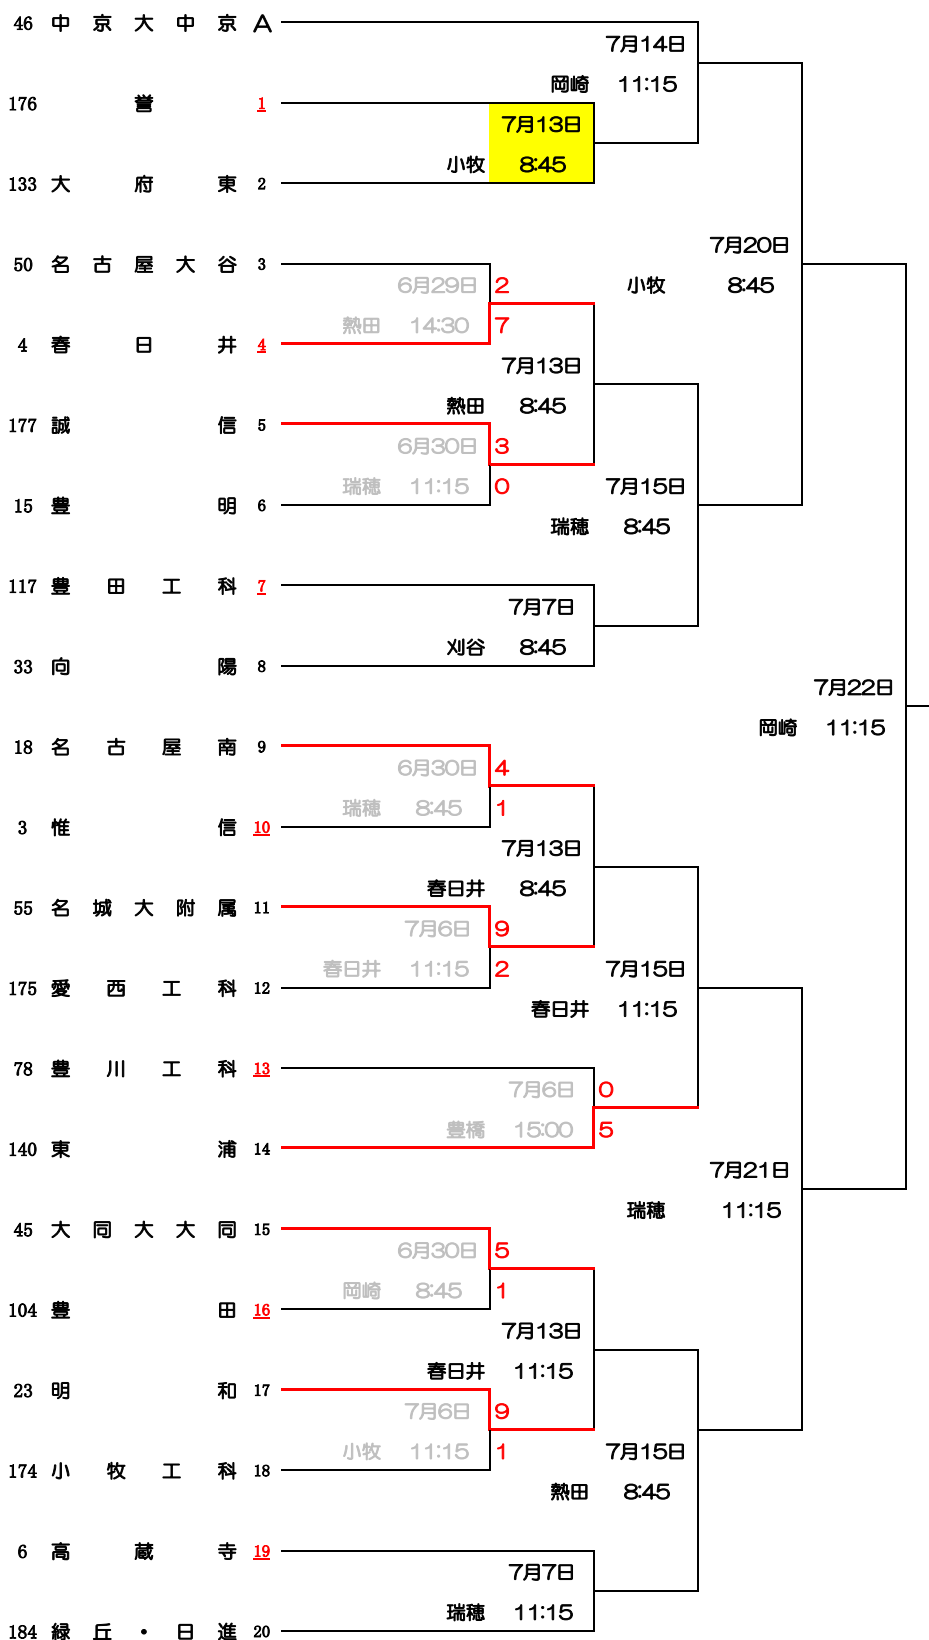 46 中京大中京 A
7月14日
岡崎 11:15
176 誉 1
7月13日
小牧 8:45
133 大府東 2
7月20日
50 名古屋大谷 3
6月29日 2
小牧 8:45
熱田 14:30 7
4 春日井 4
7月13日
熱田 8:45
177 誠信 5
6月30日 3
瑞穂 11:15 0
7月15日
15 豊明 6
瑞穂 8:45
117 豊田工科 7
7月7日
刈谷 8:45
33 向陽 8
7月22日
岡崎 11:15
18 名古屋南 9
6月30日 4
瑞穂 8:45 1
3 惟信 10
7月13日
春日井 8:45
55 名城大附属 11
7月6日 9
春日井 11:15 2
7月15日
175 愛西工科 12
春日井 11:15
78 豊川工科 13
7月6日 0
豊橋 15:00 5
140 東浦 14
7月21日
瑞穂 11:15
45 大同大大同 15
6月30日 5
岡崎 8:45 1
104 豊田 16
7月13日
春日井 11:15
23 明和 17
7月6日 9
小牧 11:15 1
7月15日
174 小牧工科 18
熱田 8:45
6 高蔵寺 19
7月7日
瑞穂 11:15
184 緑丘・日進 20